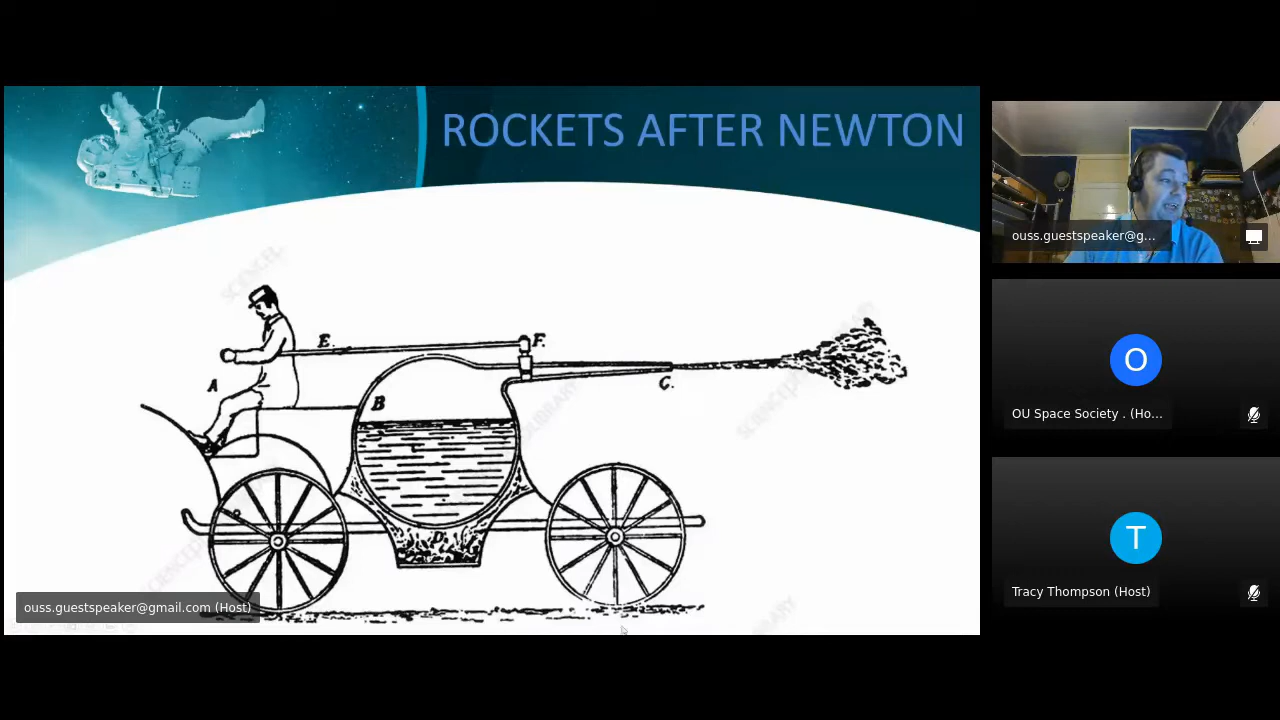 ROCKETS AFTER NEWTON
E.
F.
A
B
C.
D.
ouss.guestspeaker@gmail.com (Host)
ouss.guestspeaker@g...
O
OU Space Society . (Ho...
T
Tracy Thompson (Host)